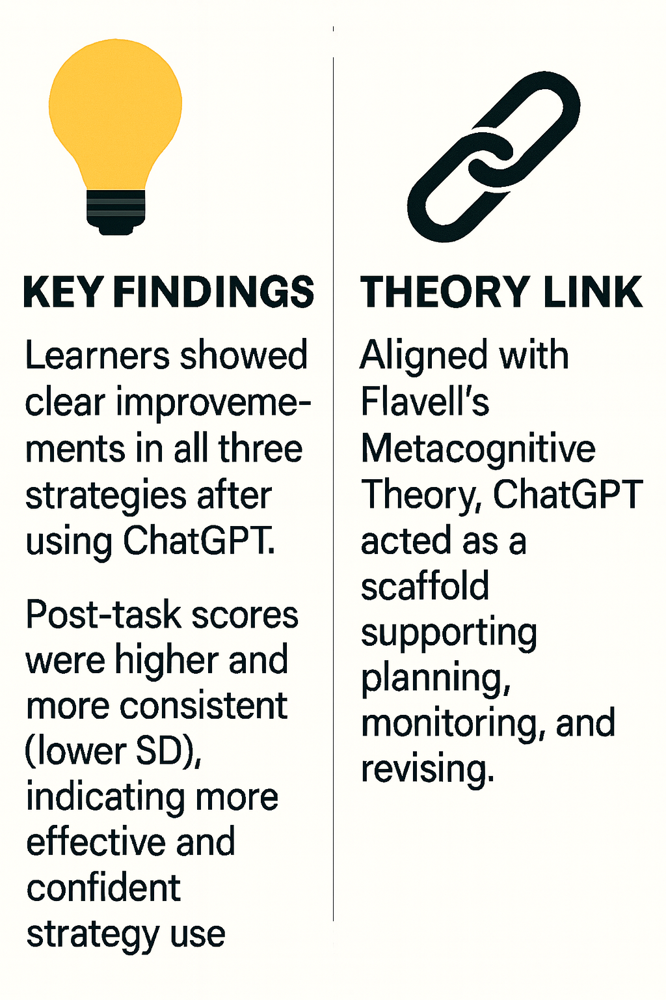 KEY FINDINGS
Learners showed
clear improveme-
ments in all three
strategies after
using ChatGPT.
Post-task scores
were higher and
more consistent
(lower SD),
indicating more
effective and
confident
strategy use
THEORY LINK
Aligned with
Flavell's
Metacognitive
Theory, ChatGPT
acted as a
scaffold
supporting
planning,
monitoring, and
revising.